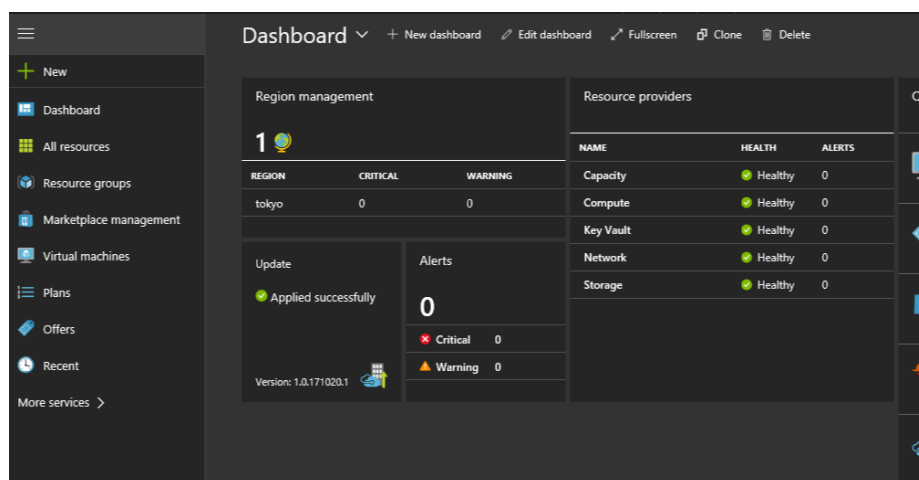 Dashboard
New dashboard
Edit dashboard
Fullscreen
Clone
Delete
New
Dashboard
All resources
Resource groups
Marketplace management
Virtual machines
Plans
Offers
Recent
More services
Region management
1
REGION CRITICAL WARNING
tokyo 0 0
Update
Applied successfully
Version: 1.0.171020.1
Alerts
0
Critical 0
Warning 0
Resource providers
NAME HEALTH ALERTS
Capacity Healthy 0
Compute Healthy 0
Key Vault Healthy 0
Network Healthy 0
Storage Healthy 0